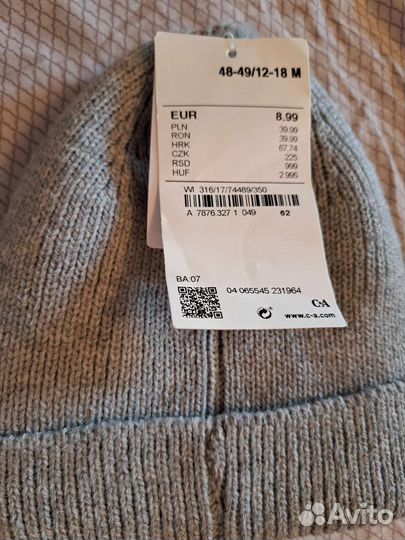 48-49/12-18 M
EUR 8.99
PLN 39.99
RON 39.99
HRK 67.74
CZK 225
RSD 999
HUF 2 995
WI 316/17/74489/350
A 7876.327 1 049 62
BA:07
04 065545 231964
C&A
www.c-a.com
Avito